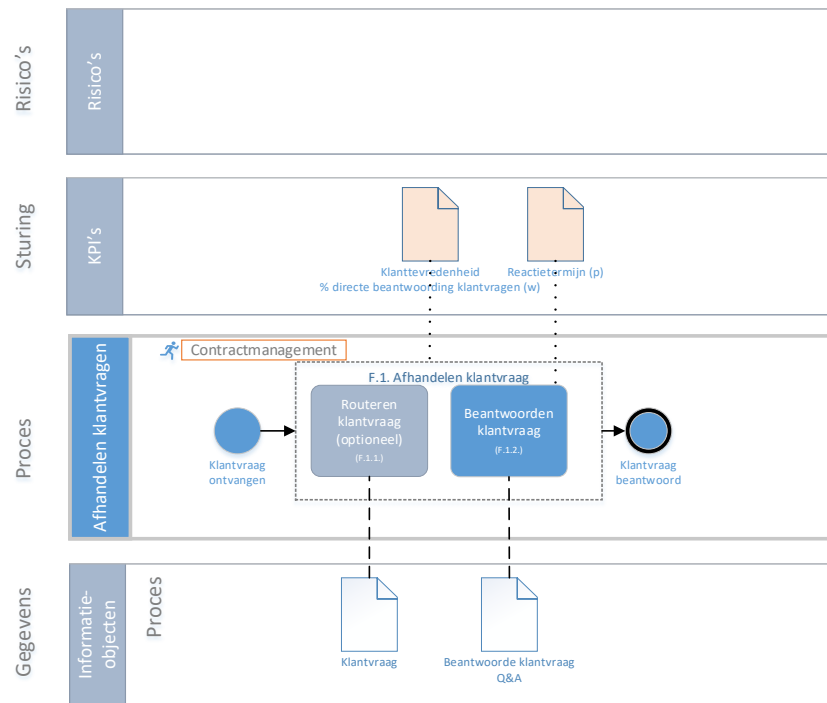 Risico's
Risico's
Sturing
KPI's
Klanttevredenheid
% directe beantwoording klantvragen (w)
Reactietermijn (p)
Proces
Afhandelen klantvragen
Contractmanagement
F.1. Afhandelen klantvraag
Klantvraag
ontvangen
Routeren
klantvraag
(optioneel)
(F.1.1.)
Beantwoorden
klantvraag
(F.1.2.)
Klantvraag
beantwoord
Gegevens
Informatie-
objecten
Proces
Klantvraag
Beantwoorde klantvraag
Q&A